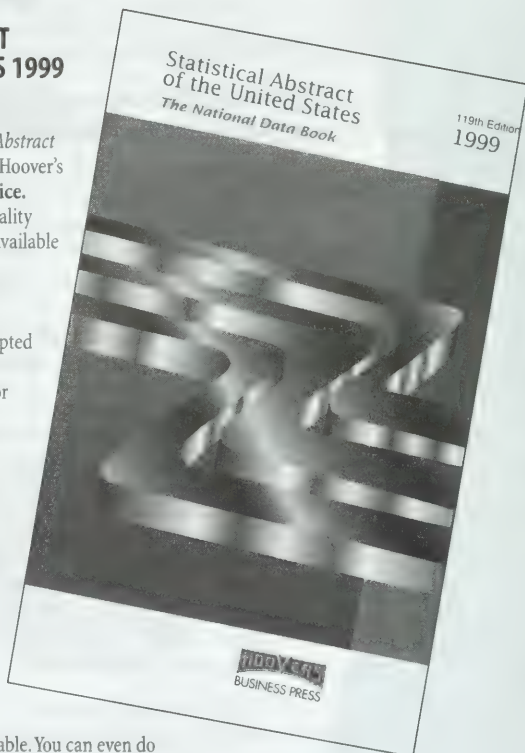 T
S 1999
Abstract
Hoover's
ice.
ality
vailable
pted
or
Statistical Abstract
of the United States
The National Data Book
119th Edition
1999
HOOVER'S
BUSINESS PRESS
able. You can even do